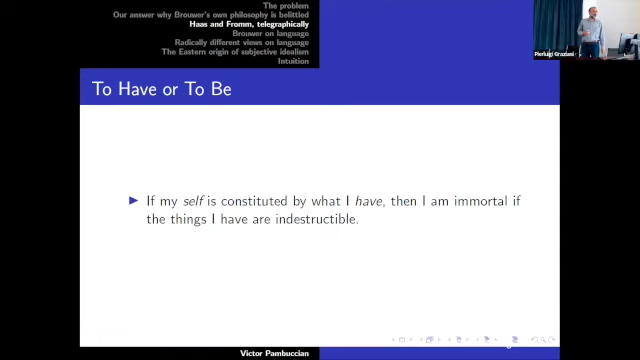 The problem
Our answer why Brouwer's own philosophy is belittled
Haas and Fromm, telegraphically
Brouwer on language
Radically different views on language
The Eastern origin of subjective idealism
Intuition
Pierluigi Graziani
To Have or To Be
If my self is constituted by what I have, then I am immortal if
the things I have are indestructible.
Victor Pambuccian